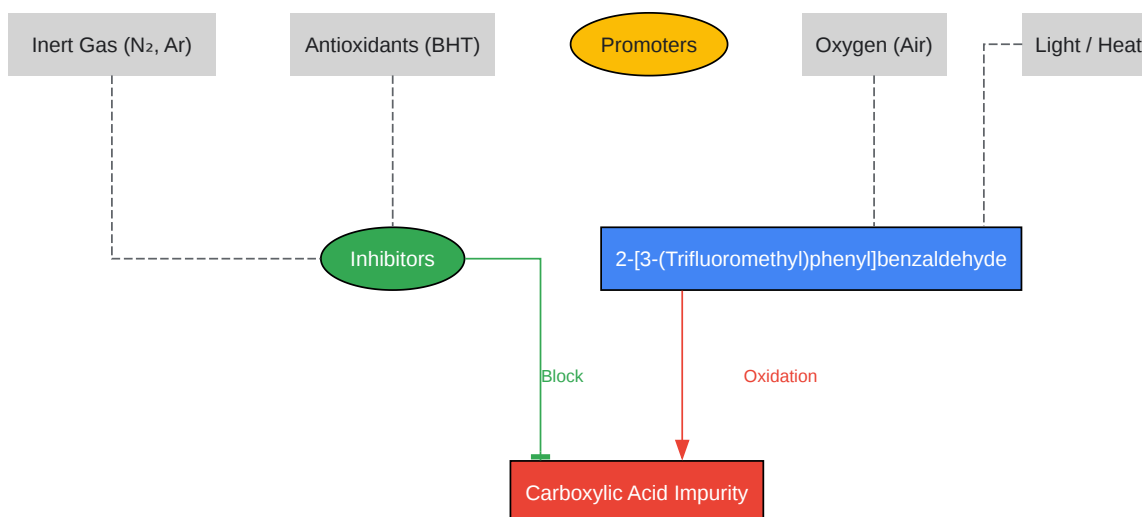 Inert Gas (N₂, Ar)
Antioxidants (BHT)
Promoters
Oxygen (Air)
Light / Heat
Inhibitors
2-[3-(Trifluoromethyl)phenyl]benzaldehyde
Block
Oxidation
Carboxylic Acid Impurity